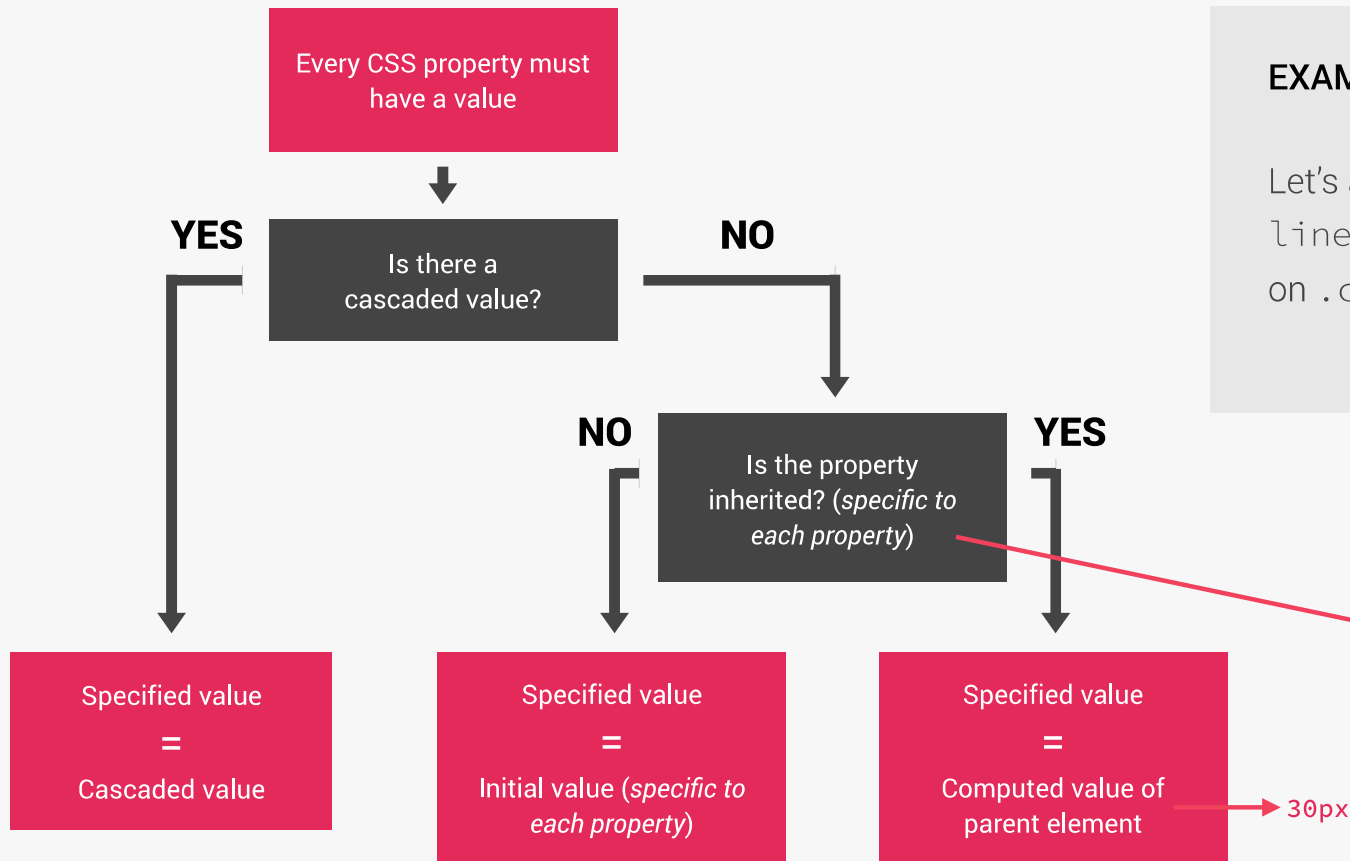 Every CSS property must
have a value
EXAM
Let's
line
on .c
YES
NO
Is there a
cascaded value?
NO
YES
Is the property
inherited? (specific to
each property)
Specified value
=
Cascaded value
Specified value
=
Initial value (specific to
each property)
Specified value
=
Computed value of
parent element
30px